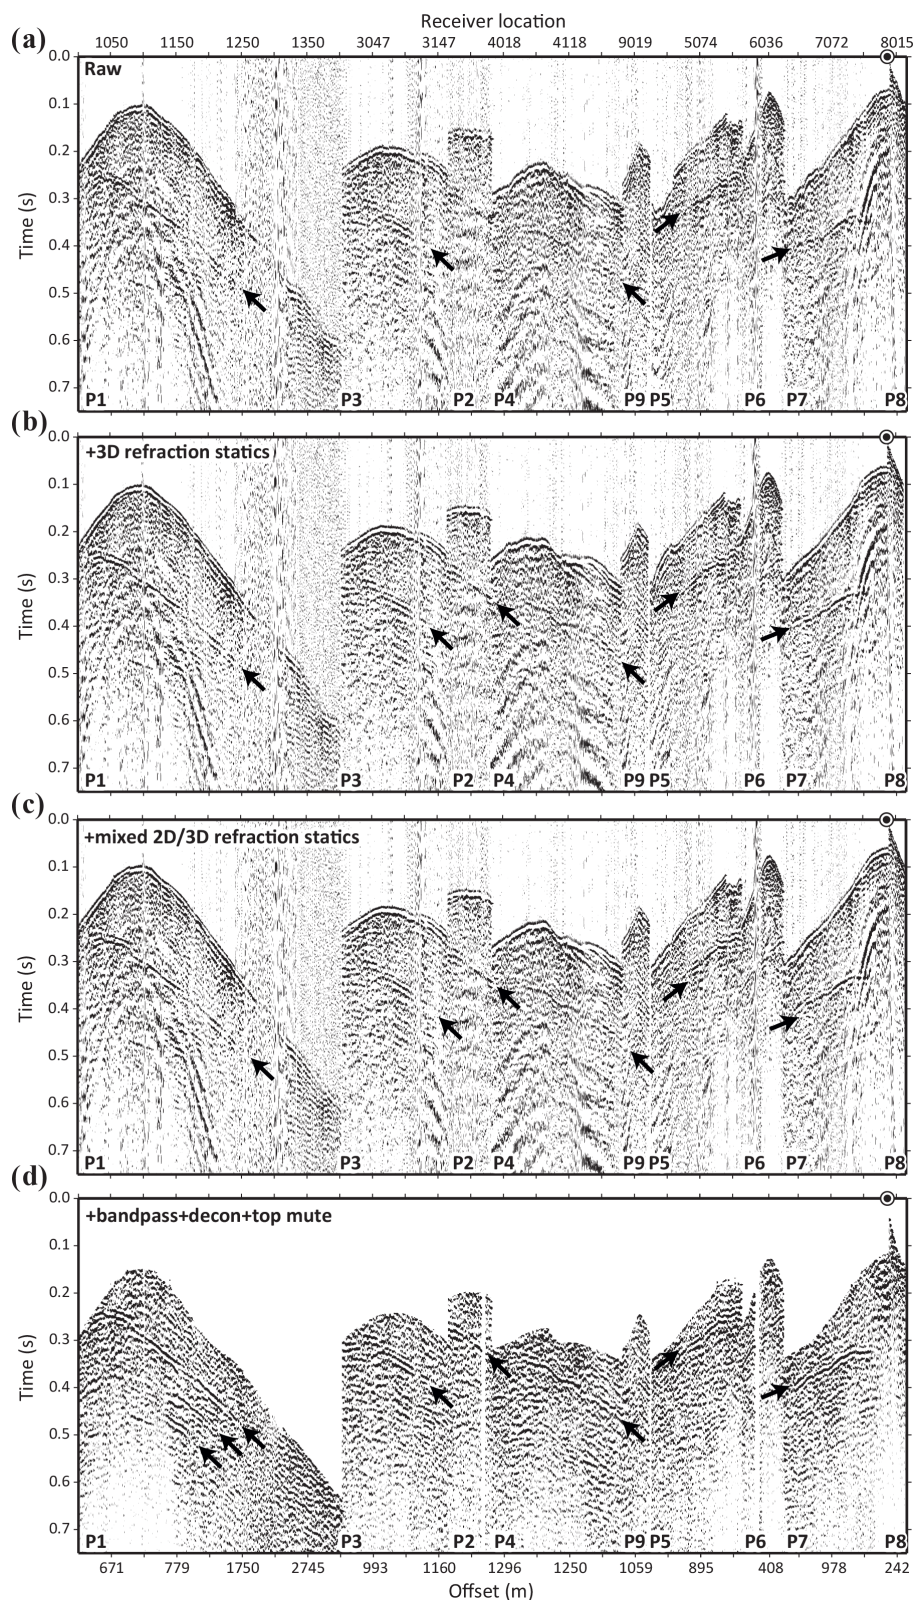 Receiver location
(a)
1050 1150 1250 1350 3047 3147 4018 4118 9019 5074 6036 7072 8015
Raw
0.0
0.1
0.2
0.3
0.4
0.5
0.6
0.7
Time (s)
P1 P3 P2 P4 P9 P5 P6 P7 P8
(b)
+3D refraction statics
0.0
0.1
0.2
0.3
0.4
0.5
0.6
0.7
Time (s)
P1 P3 P2 P4 P9 P5 P6 P7 P8
(c)
+mixed 2D/3D refraction statics
0.0
0.1
0.2
0.3
0.4
0.5
0.6
0.7
Time (s)
P1 P3 P2 P4 P9 P5 P6 P7 P8
(d)
+bandpass+decon+top mute
0.0
0.1
0.2
0.3
0.4
0.5
0.6
0.7
Time (s)
P1 P3 P2 P4 P9 P5 P6 P7 P8
671 779 1750 2745 993 1160 1296 1250 1059 895 408 978 242
Offset (m)